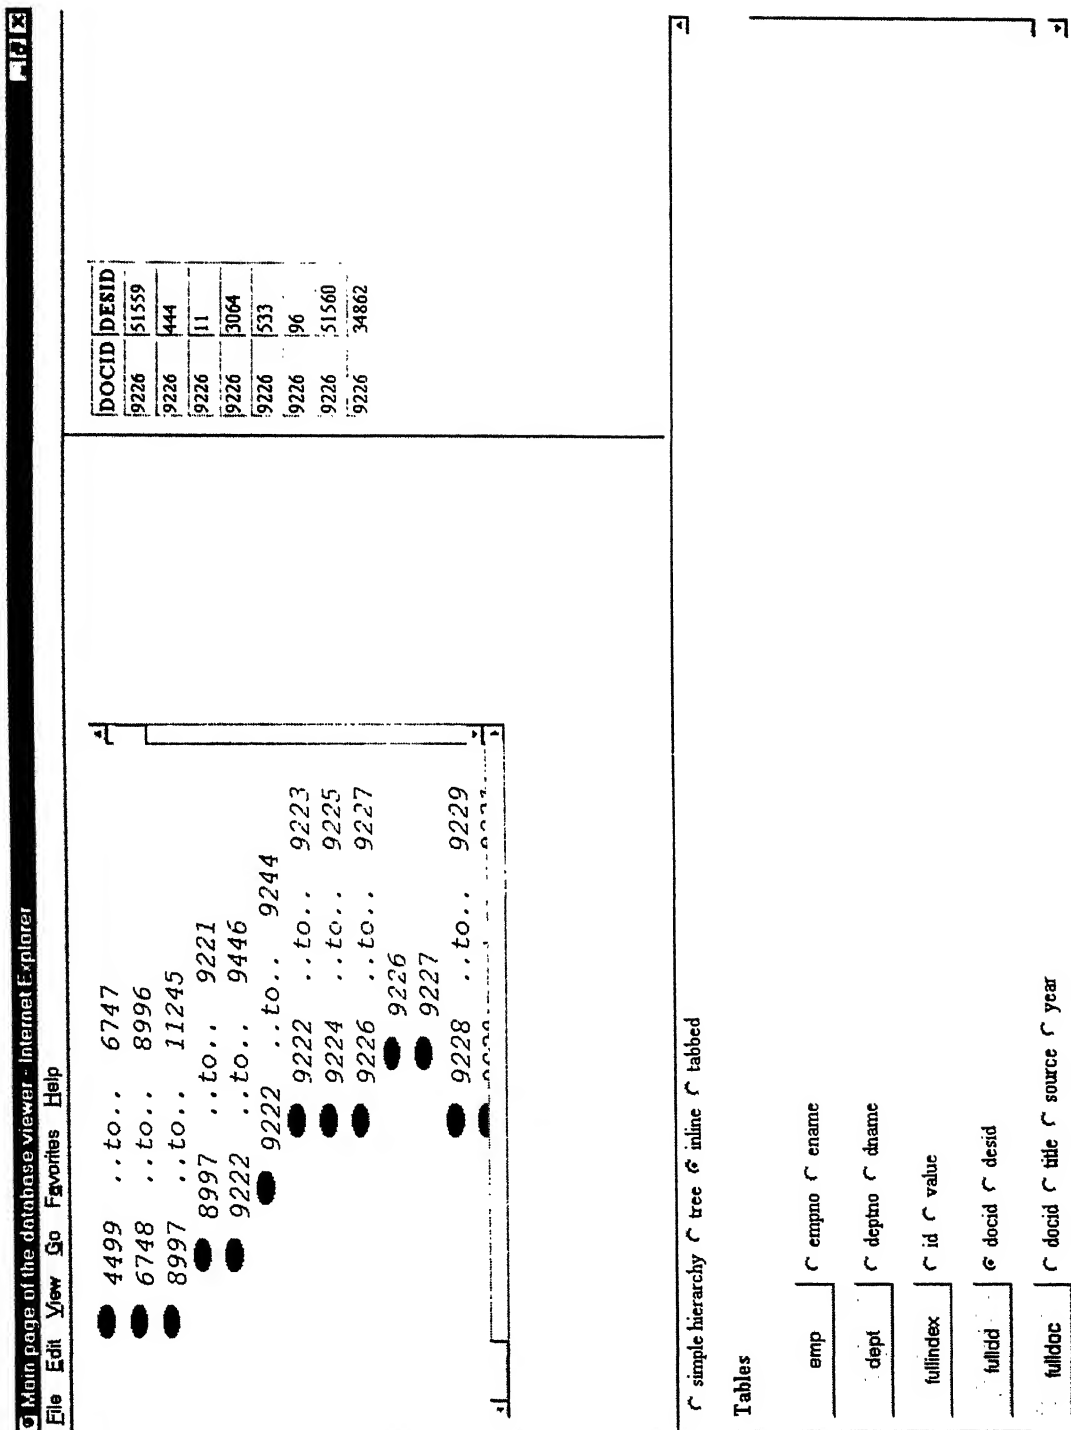 Main page of the database viewer - Internet Explorer
File Edit View Go Favorites Help
4499 ..to.. 6747
6748 ..to.. 8996
8997 ..to.. 11245
8997 ..to.. 9221
9222 ..to.. 9446
9222 ..to.. 9244
9222 ..to.. 9223
9224 ..to.. 9225
9226 ..to.. 9227
9226
9227
9228 ..to.. 9229
DOCID DESID
9226 51559
9226 444
9226 11
9226 3064
9226 533
9226 96
9226 51560
9226 34862
simple hierarchy tree inline tabbed
Tables
emp empno ename
dept deptno dname
fullindex id value
fulldd docid desid
fulldoc docid title source year